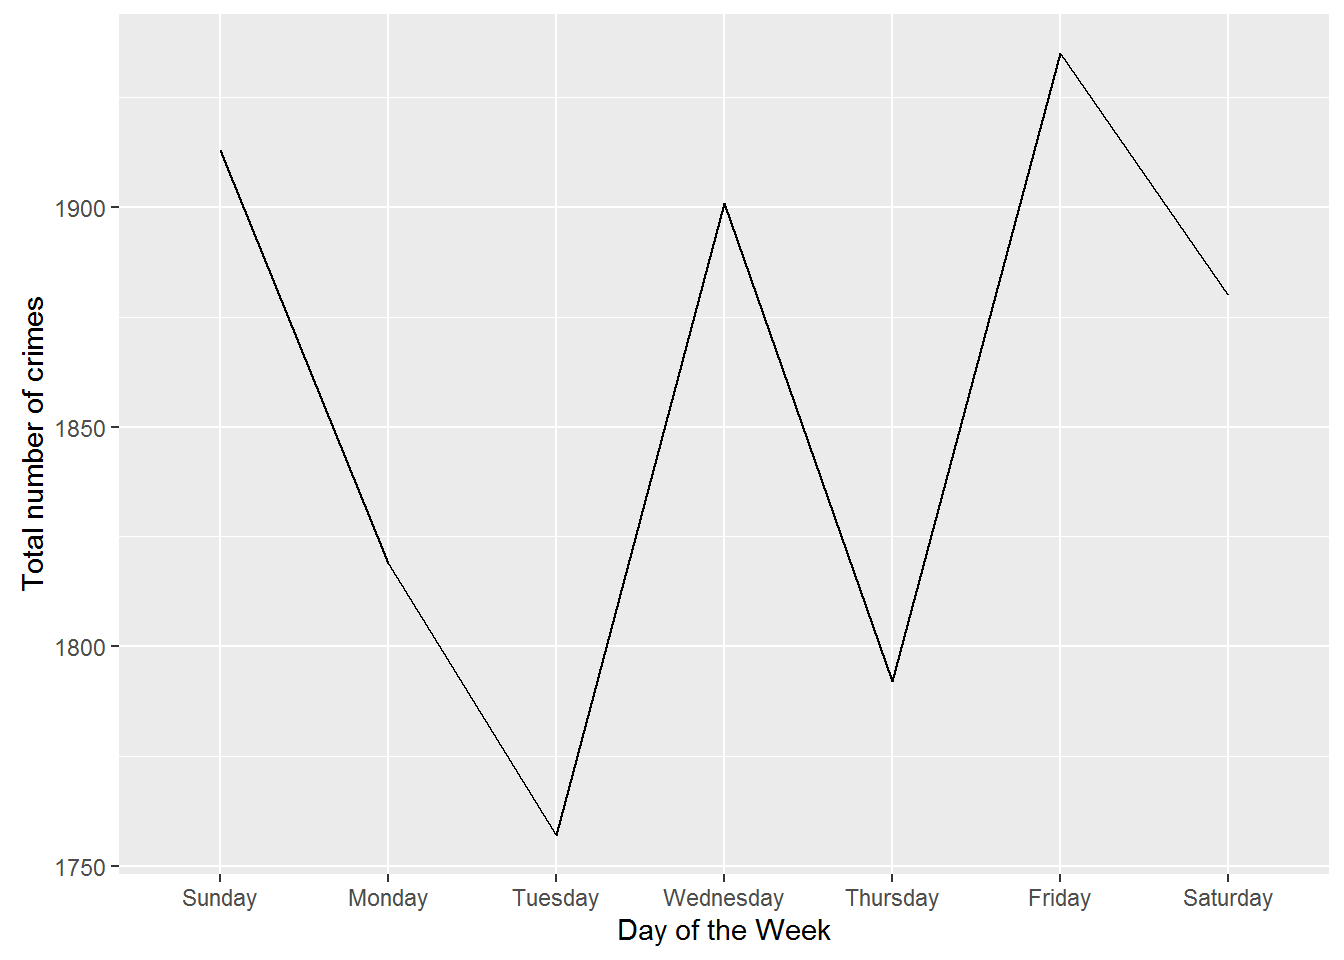 Total number of crimes
1900
1850
1800
1750
Sunday Monday Tuesday Wednesday Thursday Friday Saturday
Day of the Week